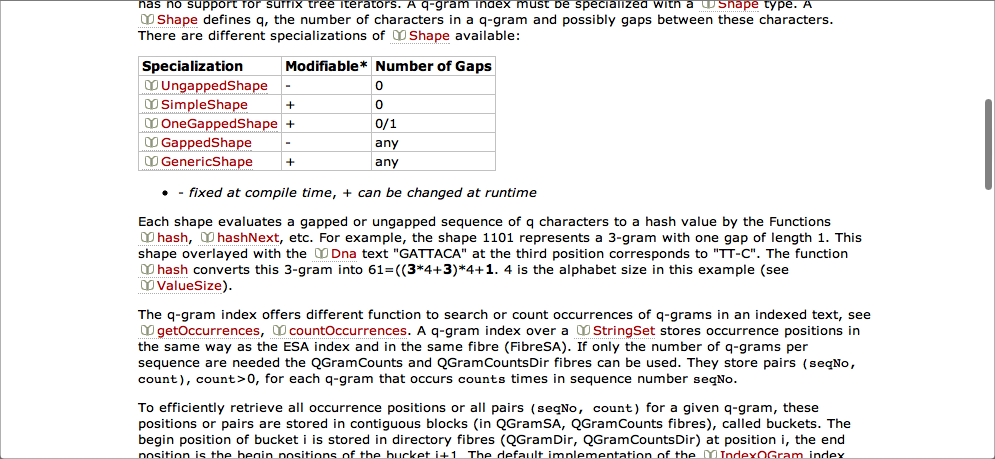 has no support for suffix tree iterators. A q-gram index must be specialized with a Shape type. A
Shape defines q, the number of characters in a q-gram and possibly gaps between these characters.
There are different specializations of Shape available:
Specialization Modifiable* Number of Gaps
UngappedShape - 0
SimpleShape + 0
OneGappedShape + 0/1
GappedShape - any
GenericShape + any
• - fixed at compile time, + can be changed at runtime
Each shape evaluates a gapped or ungapped sequence of q characters to a hash value by the Functions
hash, hashNext, etc. For example, the shape 1101 represents a 3-gram with one gap of length 1. This
shape overlayed with the Dna text "GATTACA" at the third position corresponds to "TT-C". The function
hash converts this 3-gram into 61=((3*4+3)*4+1. 4 is the alphabet size in this example (see
ValueSize).
The q-gram index offers different function to search or count occurrences of q-grams in an indexed text, see
getOccurrences, countOccurrences. A q-gram index over a StringSet stores occurrence positions in
the same way as the ESA index and in the same fibre (FibreSA). If only the number of q-grams per
sequence are needed the QGramCounts and QGramCountsDir fibres can be used. They store pairs (seqNo,
count), count>0, for each q-gram that occurs counts times in sequence number seqNo.
To efficiently retrieve all occurrence positions or all pairs (seqNo, count) for a given q-gram, these
positions or pairs are stored in contiguous blocks (in QGramSA, QGramCounts fibres), called buckets. The
begin position of bucket i is stored in directory fibres (QGramDir, QGramCountsDir) at position i, the end
position is the begin positions of the bucket i+1. The default implementation of the IndexQGram index